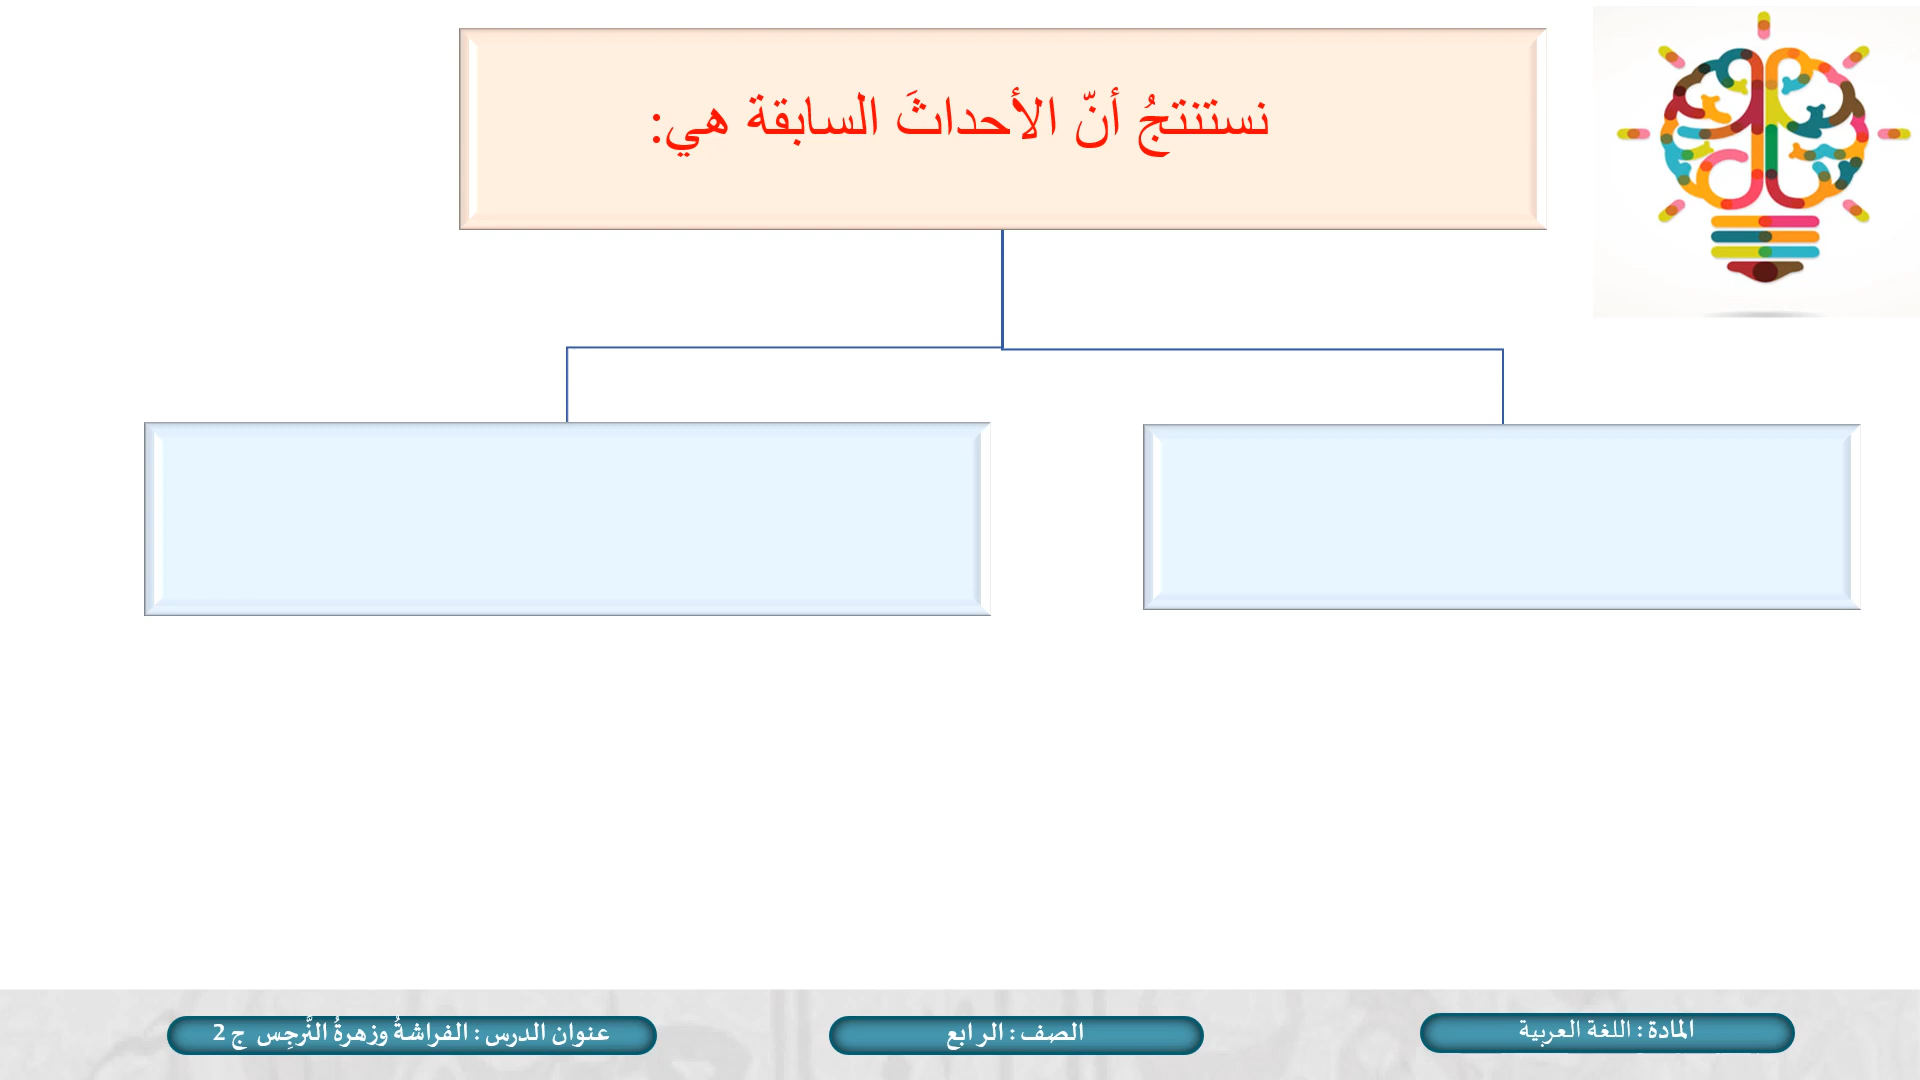 نستنتجُ أنّ الأحداثَ السابقة هي:
المادة : اللغة العربية
الصف : الرابع
عنوان الدرس : الفراشةُ وزهرةُ النَّرجِس ج 2